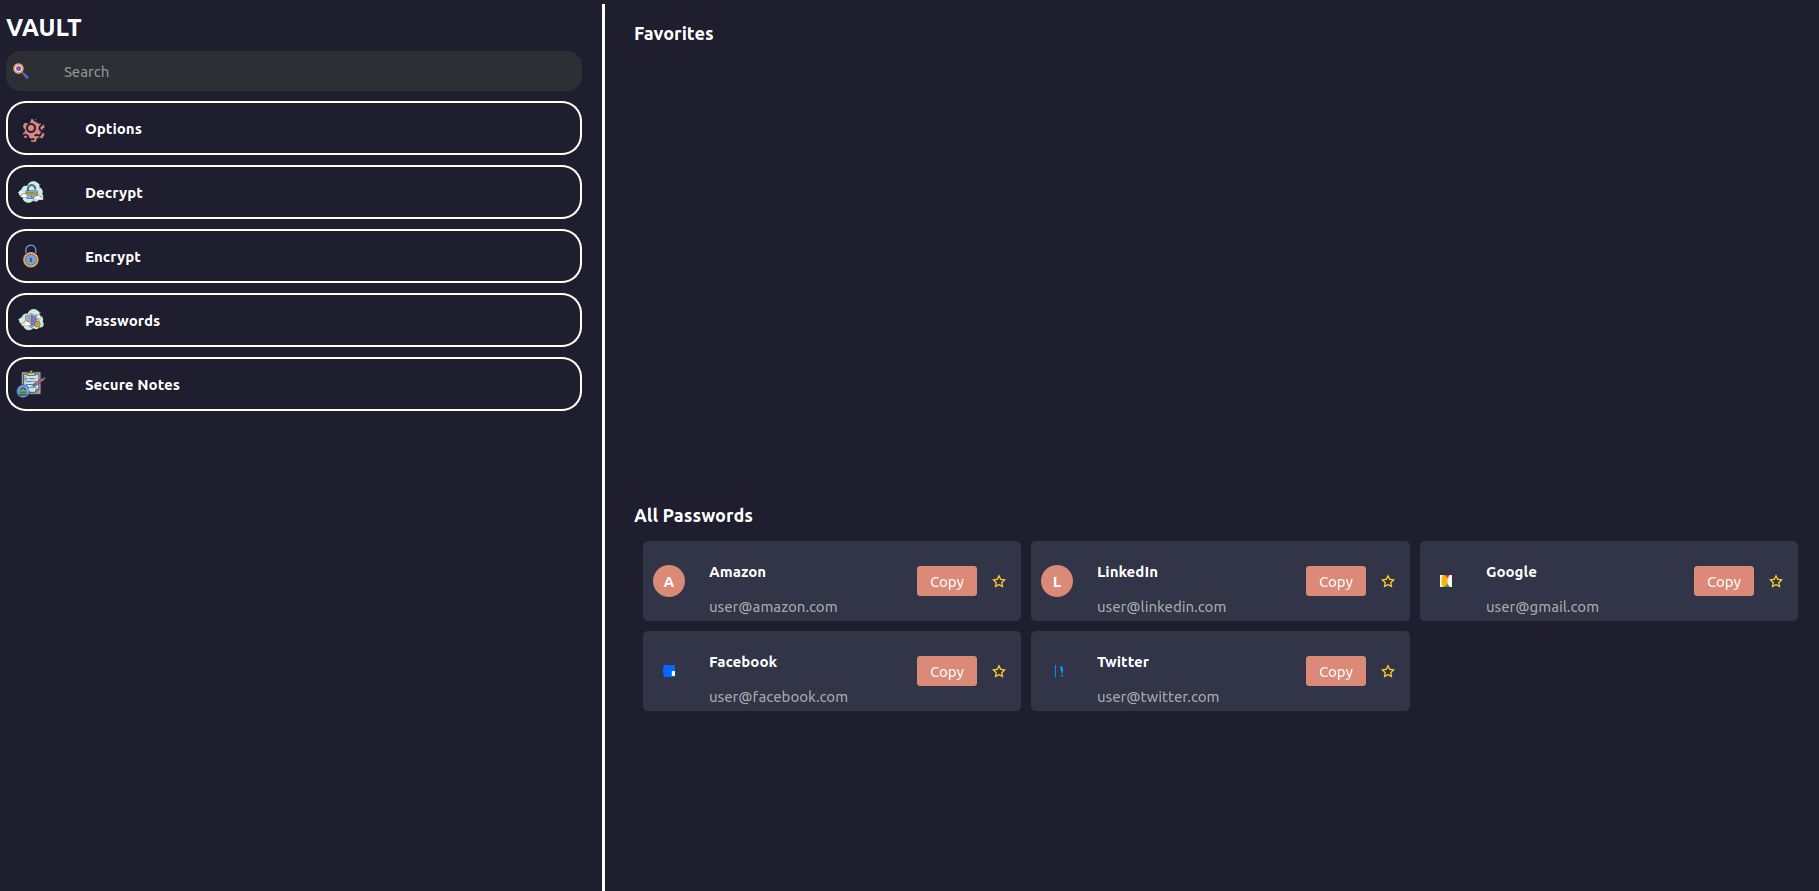 VAULT
Search
Options
Decrypt
Encrypt
Passwords
Secure Notes
Favorites
All Passwords
A
Amazon
user@amazon.com
Copy
L
LinkedIn
user@linkedin.com
Copy
Google
user@gmail.com
Copy
Facebook
user@facebook.com
Copy
Twitter
user@twitter.com
Copy